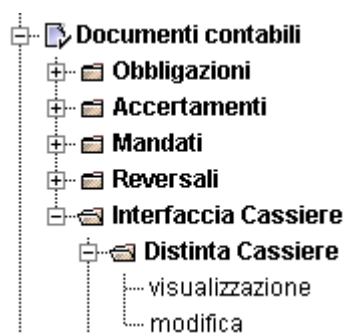 Documenti contabili
Obbligazioni
Accertamenti
Mandati
Reversali
Interfaccia Cassiere
Distinta Cassiere
visualizzazione
modifica